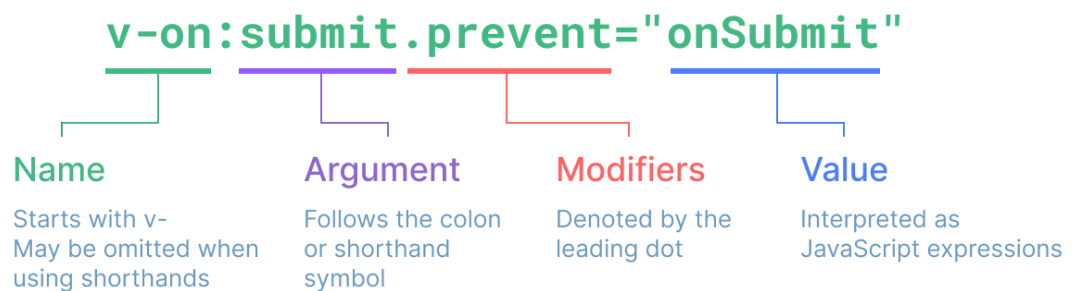 v-on:submit.prevent="onSubmit"
Name
Starts with v-
May be omitted when
using shorthands
Argument
Follows the colon
or shorthand
symbol
Modifiers
Denoted by the
leading dot
Value
Interpreted as
JavaScript expressions